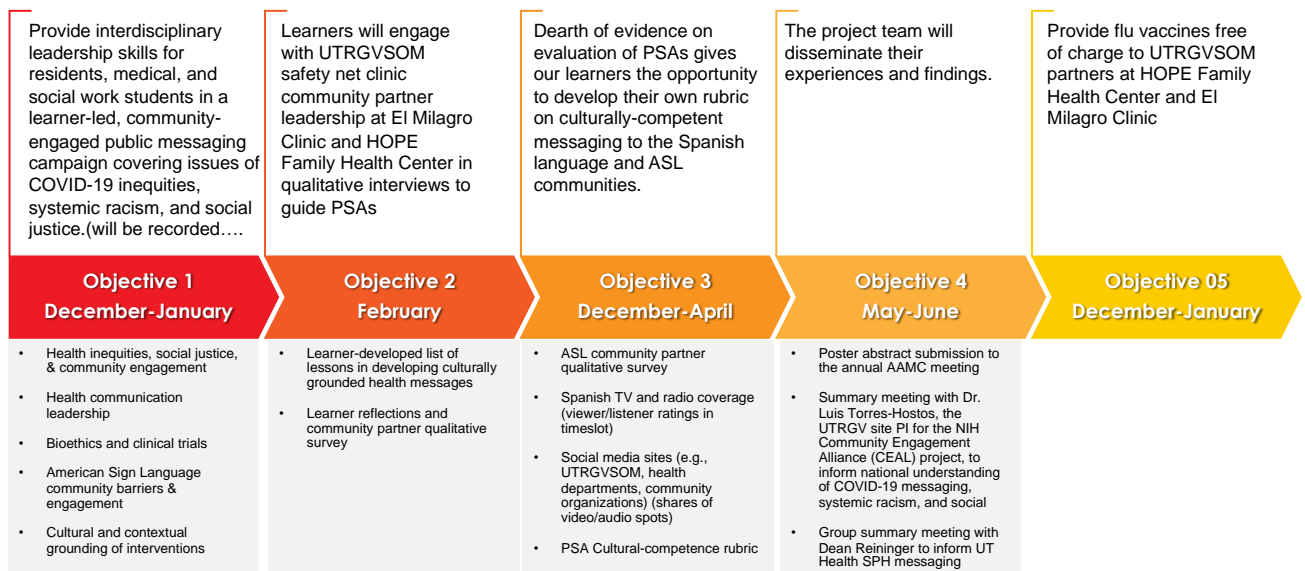 Provide interdisciplinary
leadership skills for
residents, medical, and
social work students in a
learner-led, community-
engaged public messaging
campaign covering issues of
COVID-19 inequities,
systemic racism, and social
justice.(will be recorded….
Learners will engage
with UTRGVSOM
safety net clinic
community partner
leadership at El Milagro
Clinic and HOPE
Family Health Center in
qualitative interviews to
guide PSAs
Dearth of evidence on
evaluation of PSAs gives
our learners the opportunity
to develop their own rubric
on culturally-competent
messaging to the Spanish
language and ASL
communities.
The project team will
disseminate their
experiences and findings.
Provide flu vaccines free
of charge to UTRGVSOM
partners at HOPE Family
Health Center and El
Milagro Clinic
Objective 1
December-January
Objective 2
February
Objective 3
December-April
Objective 4
May-June
Objective 05
December-January
• Health inequities, social justice,
& community engagement
• Health communication
leadership
• Bioethics and clinical trials
• American Sign Language
community barriers &
engagement
• Cultural and contextual
grounding of interventions
• Learner-developed list of
lessons in developing culturally
grounded health messages
• Learner reflections and
community partner qualitative
survey
• ASL community partner
qualitative survey
• Spanish TV and radio coverage
(viewer/listener ratings in
timeslot)
• Social media sites (e.g.,
UTRGVSOM, health
departments, community
organizations) (shares of
video/audio spots)
• PSA Cultural-competence rubric
• Poster abstract submission to
the annual AAMC meeting
• Summary meeting with Dr.
Luis Torres-Hostos, the
UTRGV site PI for the NIH
Community Engagement
Alliance (CEAL) project, to
inform national understanding
of COVID-19 messaging,
systemic racism, and social
• Group summary meeting with
Dean Reininger to inform UT
Health SPH messaging